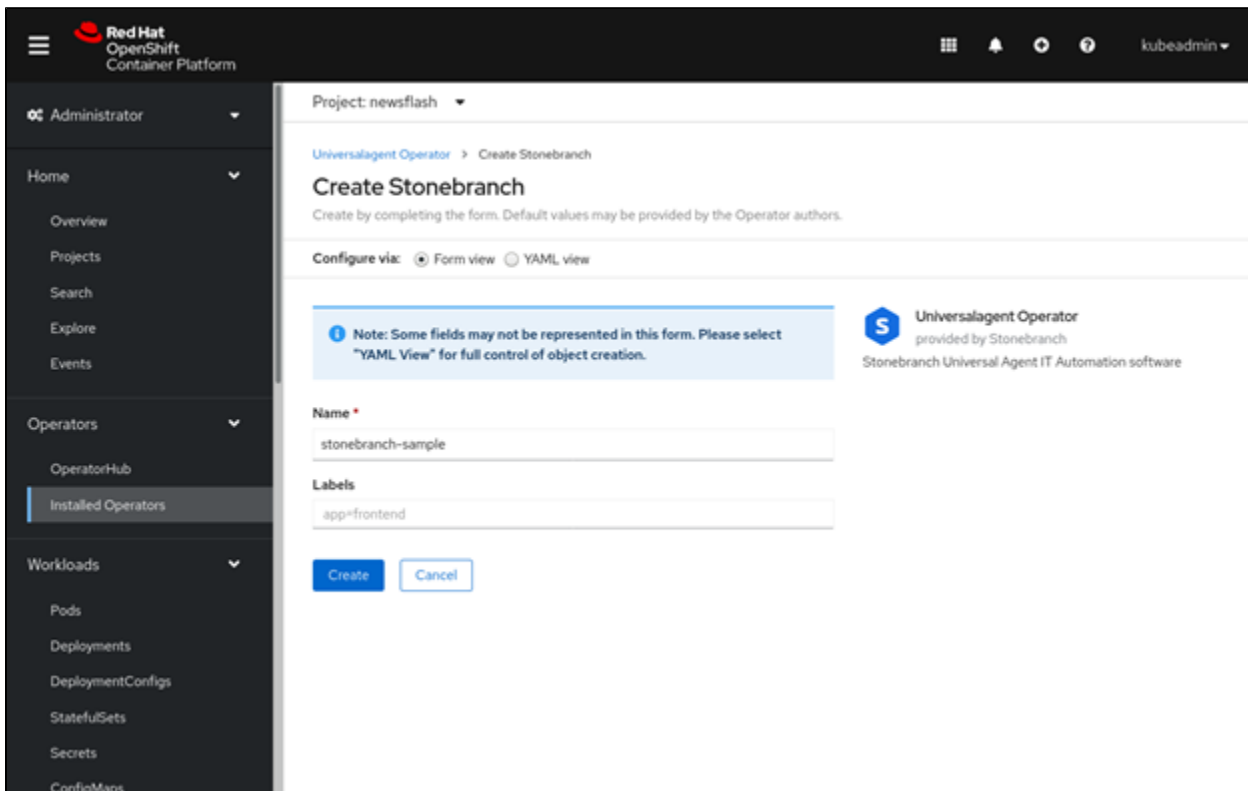 Red Hat
OpenShift
Container Platform
kubeadmin
Administrator
Home
Overview
Projects
Search
Explore
Events
Operators
OperatorHub
Installed Operators
Workloads
Pods
Deployments
DeploymentConfigs
StatefulSets
Secrets
ConfigMaps
Project: newsflash
Universalagent Operator > Create Stonebranch
Create Stonebranch
Create by completing the form. Default values may be provided by the Operator authors.
Configure via: Form view YAML view
Note: Some fields may not be represented in this form. Please select
"YAML View" for full control of object creation.
Name *
stonebranch-sample
Labels
app=frontend
Create Cancel
Universalagent Operator
provided by Stonebranch
Stonebranch Universal Agent IT Automation software